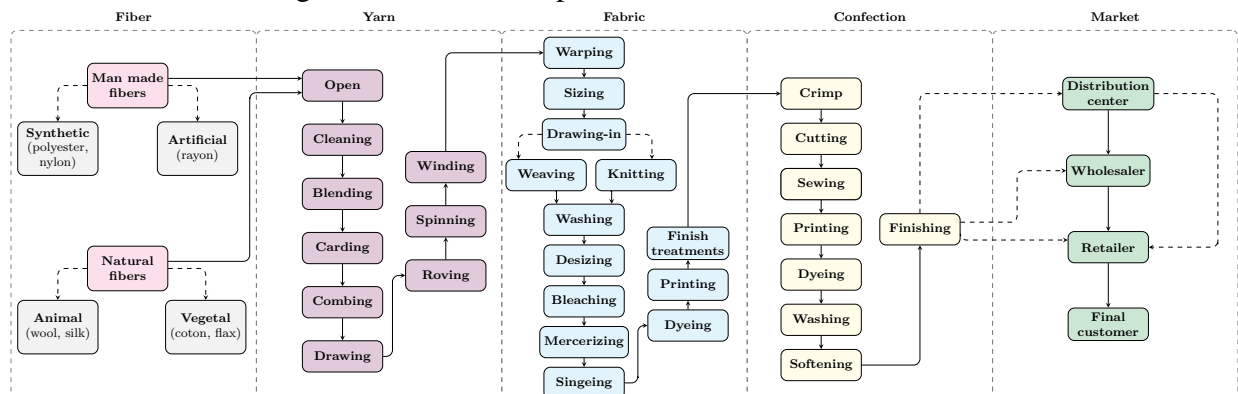 Fiber
Yarn
Fabric
Confection
Market
Man made
fibers
Synthetic
(polyester,
nylon)
Artificial
(rayon)
Natural
fibers
Animal
(wool, silk)
Vegetal
(coton, flax)
Open
Cleaning
Blending
Carding
Combing
Drawing
Roving
Spinning
Winding
Warping
Sizing
Drawing-in
Weaving
Knitting
Washing
Desizing
Bleaching
Mercerizing
Singeing
Dyeing
Printing
Finish
treatments
Crimp
Cutting
Sewing
Printing
Dyeing
Washing
Softening
Finishing
Distribution
center
Wholesaler
Retailer
Final
customer